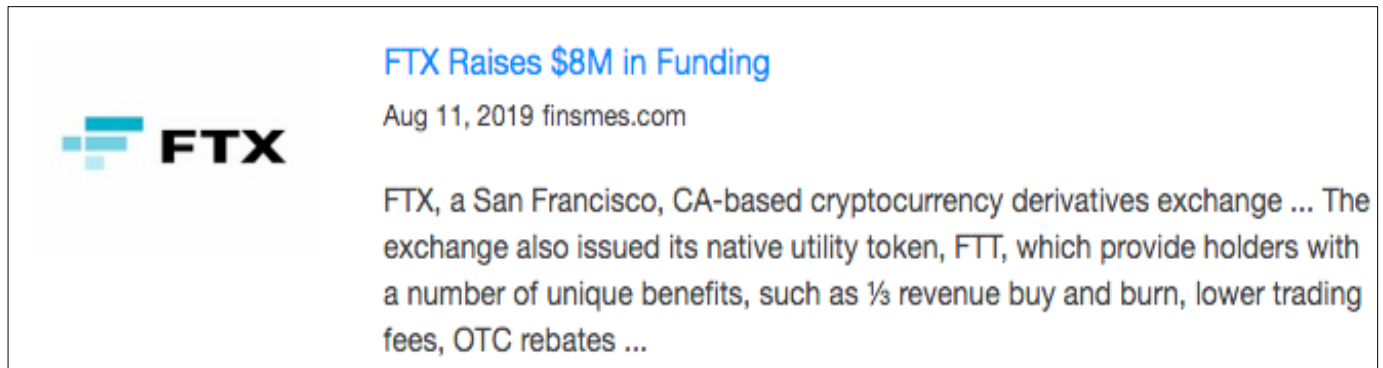 FTX
FTX Raises $8M in Funding
Aug 11, 2019 finsmes.com
FTX, a San Francisco, CA-based cryptocurrency derivatives exchange ... The
exchange also issued its native utility token, FTT, which provide holders with
a number of unique benefits, such as ⅓ revenue buy and burn, lower trading
fees, OTC rebates ...